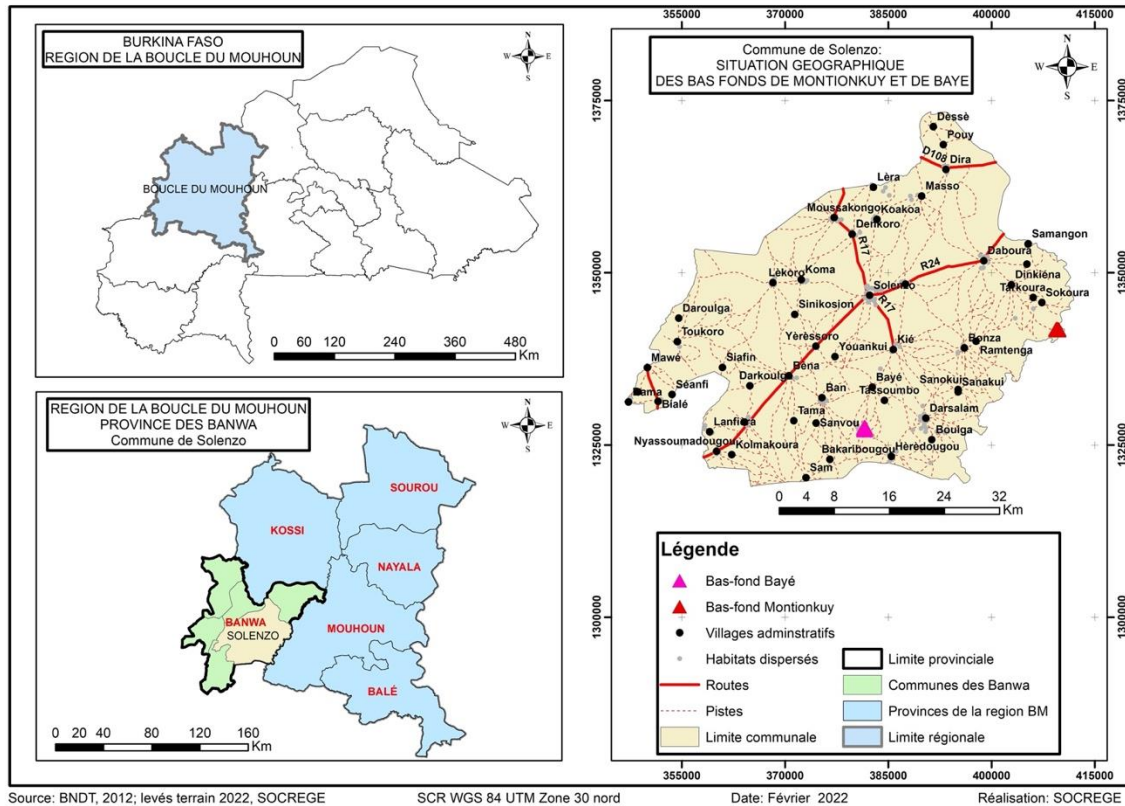 BURKINA FASO
REGION DE LA BOUCLE DU MOUHOUN
N
W E
S
BOUCLE DU MOUHOUN
0 60 120 240 360 480
Km
REGION DE LA BOUCLE DU MOUHOUN
PROVINCE DES BANWA
Commune de Solenzo
N
W E
S
SOUROU
KOSSI
NAYALA
BANWA
SOLENZO
MOUHOUN
BALÉ
0 20 40 80 120 160
Km
355000 370000 385000 400000 415000
Commune de Solenzo:
SITUATION GEOGRAPHIQUE
DES BAS FONDS DE MONTIONKUY ET DE BAYE
N
W E
S
1375000
1350000
1325000
1300000
Dèssè
Pouy
D108
Dira
Lèra
Masso
Moussakongo
Koakoa
Denkoro
R17
Samangon
Daboura
R24
Dinkiéna
Koma
Lèkoro
Solenzo
Tarkoura
Sokoura
R17
Sinikosion
Daroulga
Toukoro
Yèrèssoro
Kié
Bonza
Youankui
Ramtenga
Mawé
Siafin
Béna
Darkoulga
Bayé
Sanokui
Sanakui
Séanfi
Ban
Tassoumbo
Bialé
Lanfiéra
Tama
Sanvou
Darsalam
Boulga
Nyassoumadougou
Kolmakoura
Bakaribougou
Hèrèdougou
Sam
0 4 8 16 24 32
Km
Légende
Bas-fond Bayé
Bas-fond Montionkuy
Villages adminstratifs
Habitats dispersés
Routes
Pistes
Limite communale
Limite provinciale
Communes des Banwa
Provinces de la region BM
Limite régionale
355000 370000 385000 400000 415000
Source: BNDT, 2012; levés terrain 2022, SOCREGE SCR WGS 84 UTM Zone 30 nord Date: Février 2022 Réalisation: SOCREGE